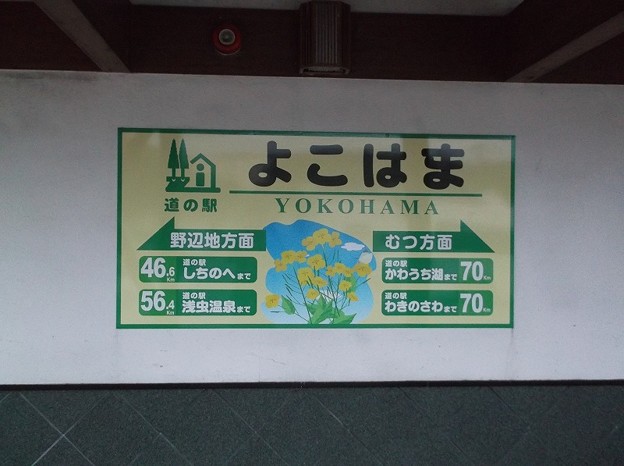 よこはま
道の駅
YOKOHAMA
野辺地方面
むつ方面
46.6Km 道の駅 しちのへまで
道の駅 かわうち湖まで 70Km
56.4Km 道の駅 浅虫温泉まで
道の駅 わきのさわまで 70Km